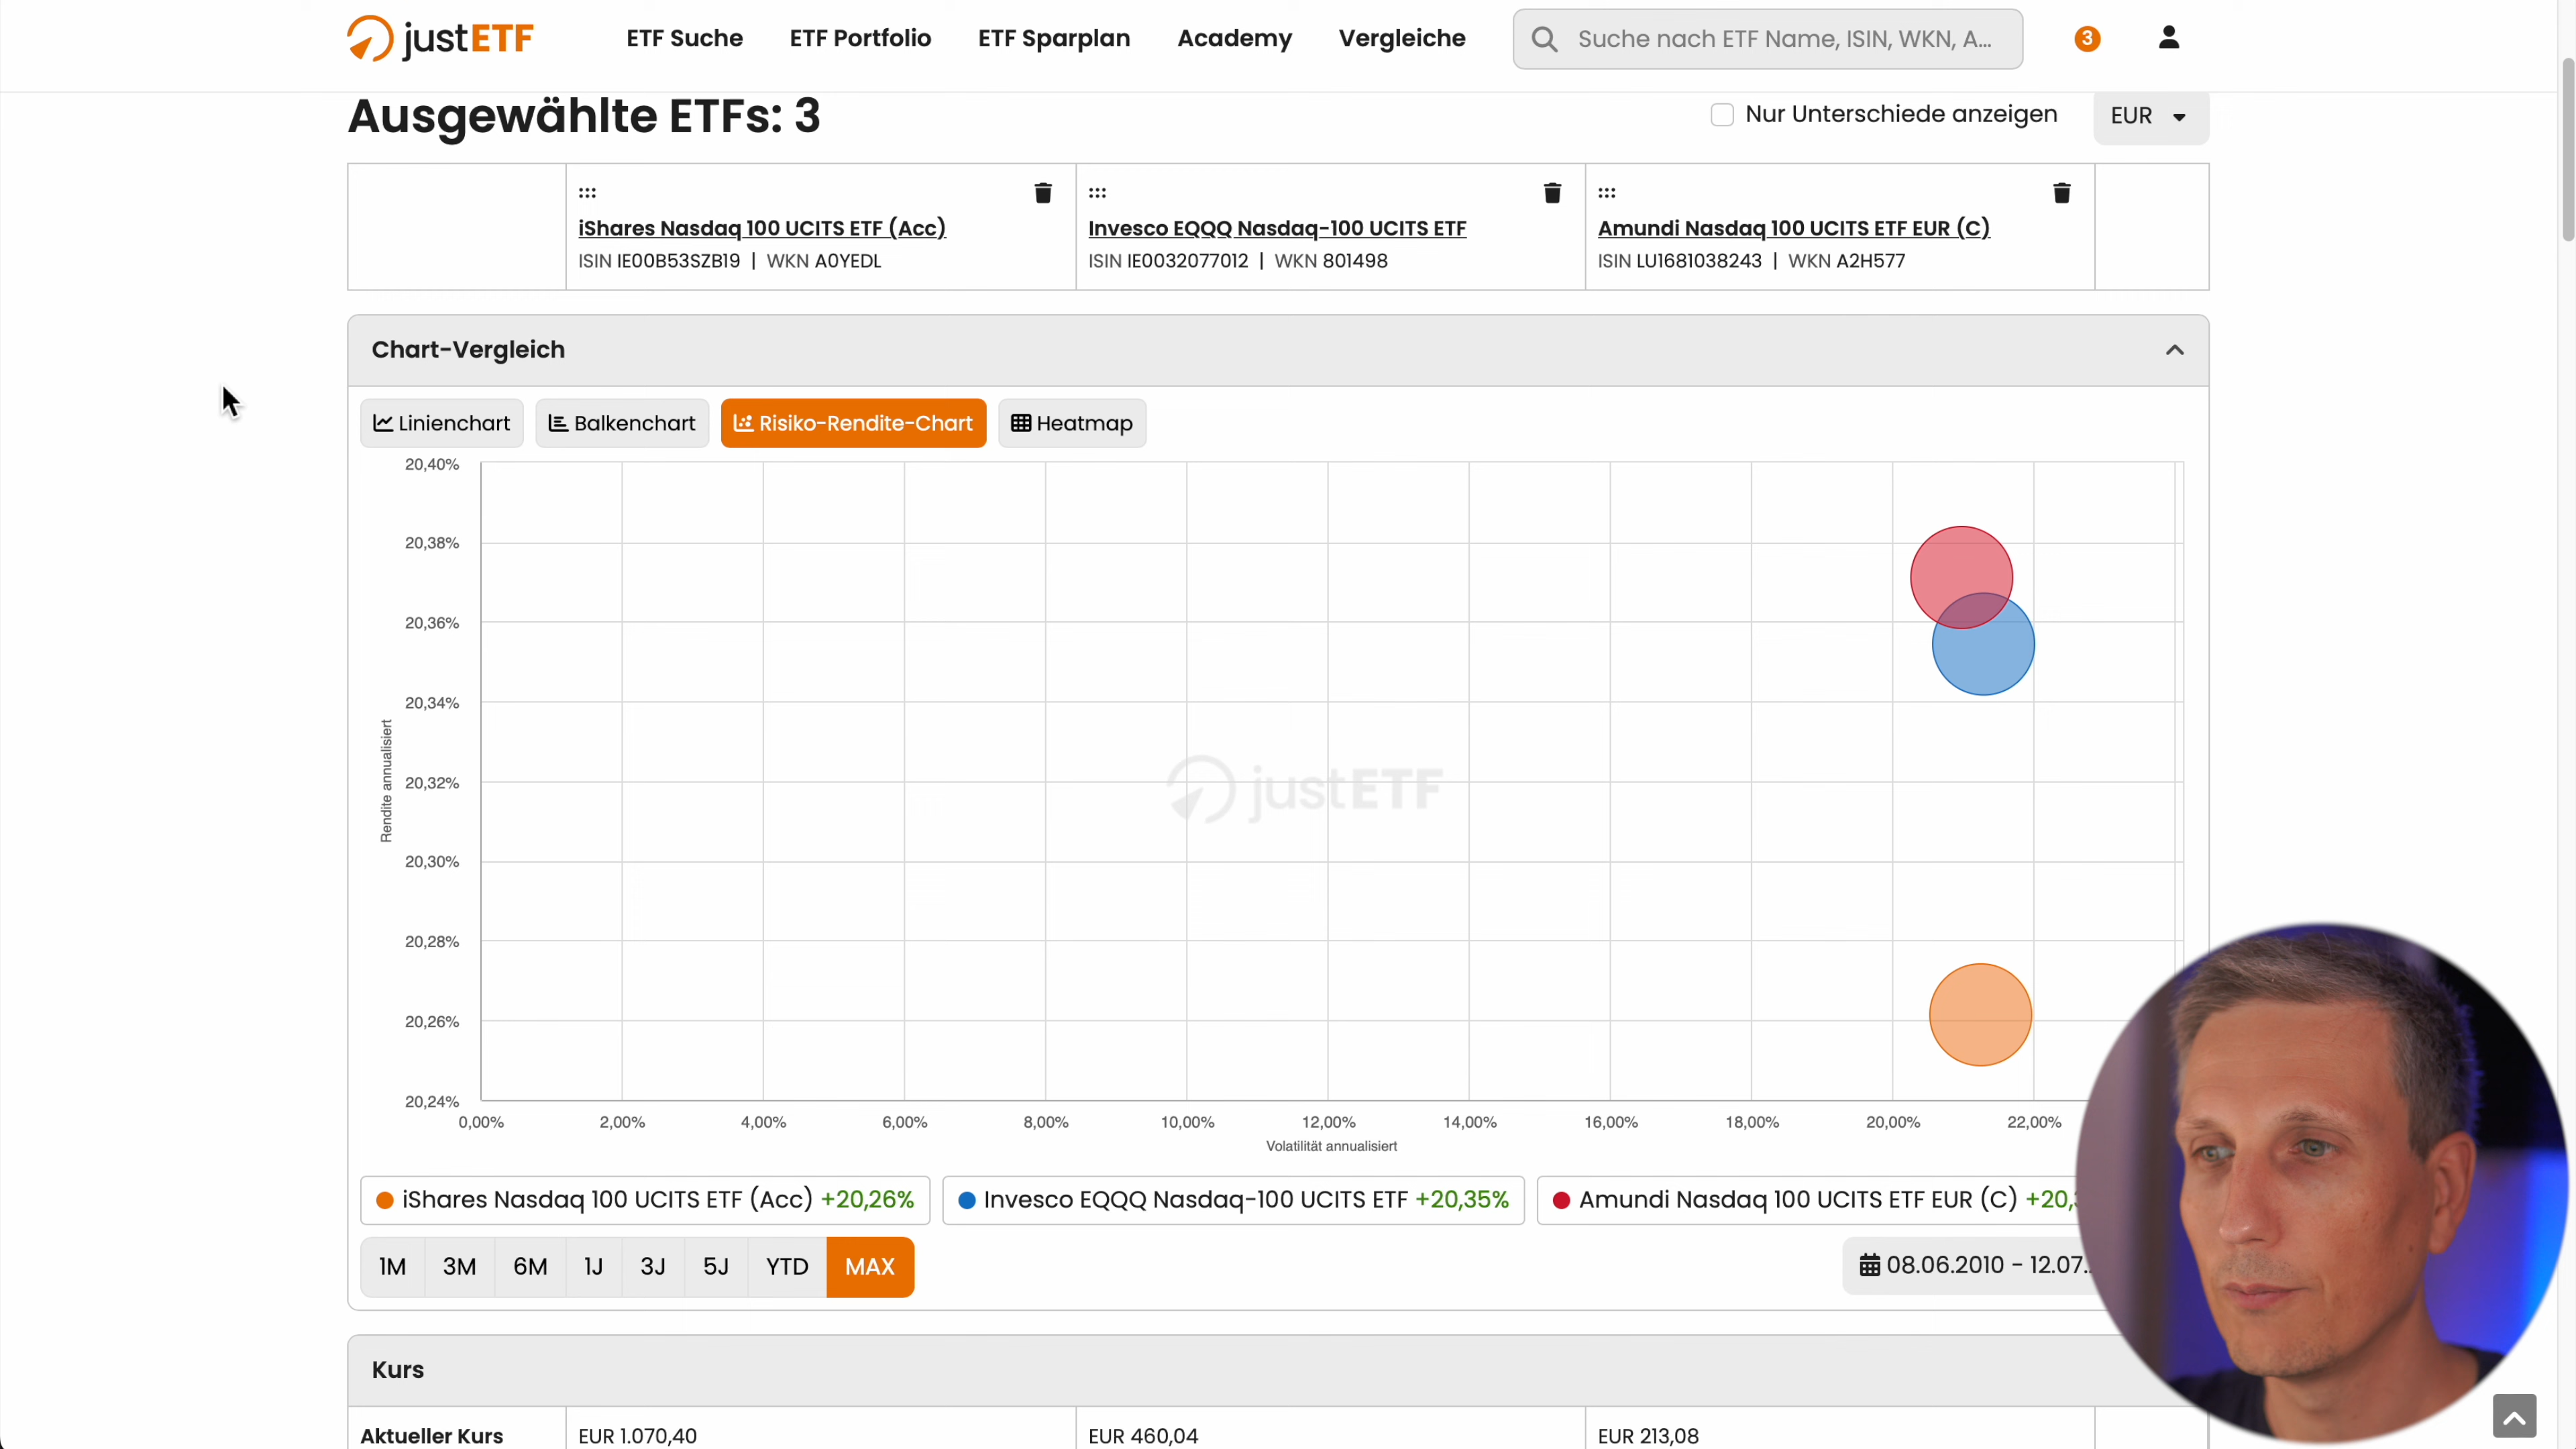 justETF
ETF Suche
ETF Portfolio
ETF Sparplan
Academy
Vergleiche
Suche nach ETF Name, ISIN, WKN, A...
3
Ausgewählte ETFs: 3
Nur Unterschiede anzeigen
EUR
iShares Nasdaq 100 UCITS ETF (Acc)
ISIN IE00B53SZB19 | WKN A0YEDL
Invesco EQQQ Nasdaq-100 UCITS ETF
ISIN IE0032077012 | WKN 801498
Amundi Nasdaq 100 UCITS ETF EUR (C)
ISIN LU1681038243 | WKN A2H577
Chart-Vergleich
Linienchart
Balkenchart
Risiko-Rendite-Chart
Heatmap
20,40%
20,38%
20,36%
20,34%
20,32%
20,30%
20,28%
20,26%
20,24%
Rendite annualisiert
justETF
0,00%
2,00%
4,00%
6,00%
8,00%
10,00%
12,00%
14,00%
16,00%
18,00%
20,00%
22,00%
Volatilität annualisiert
iShares Nasdaq 100 UCITS ETF (Acc) +20,26%
Invesco EQQQ Nasdaq-100 UCITS ETF +20,35%
Amundi Nasdaq 100 UCITS ETF EUR (C) +20,
1M
3M
6M
1J
3J
5J
YTD
MAX
08.06.2010 - 12.07.
Kurs
Aktueller Kurs
EUR 1.070,40
EUR 460,04
EUR 213,08